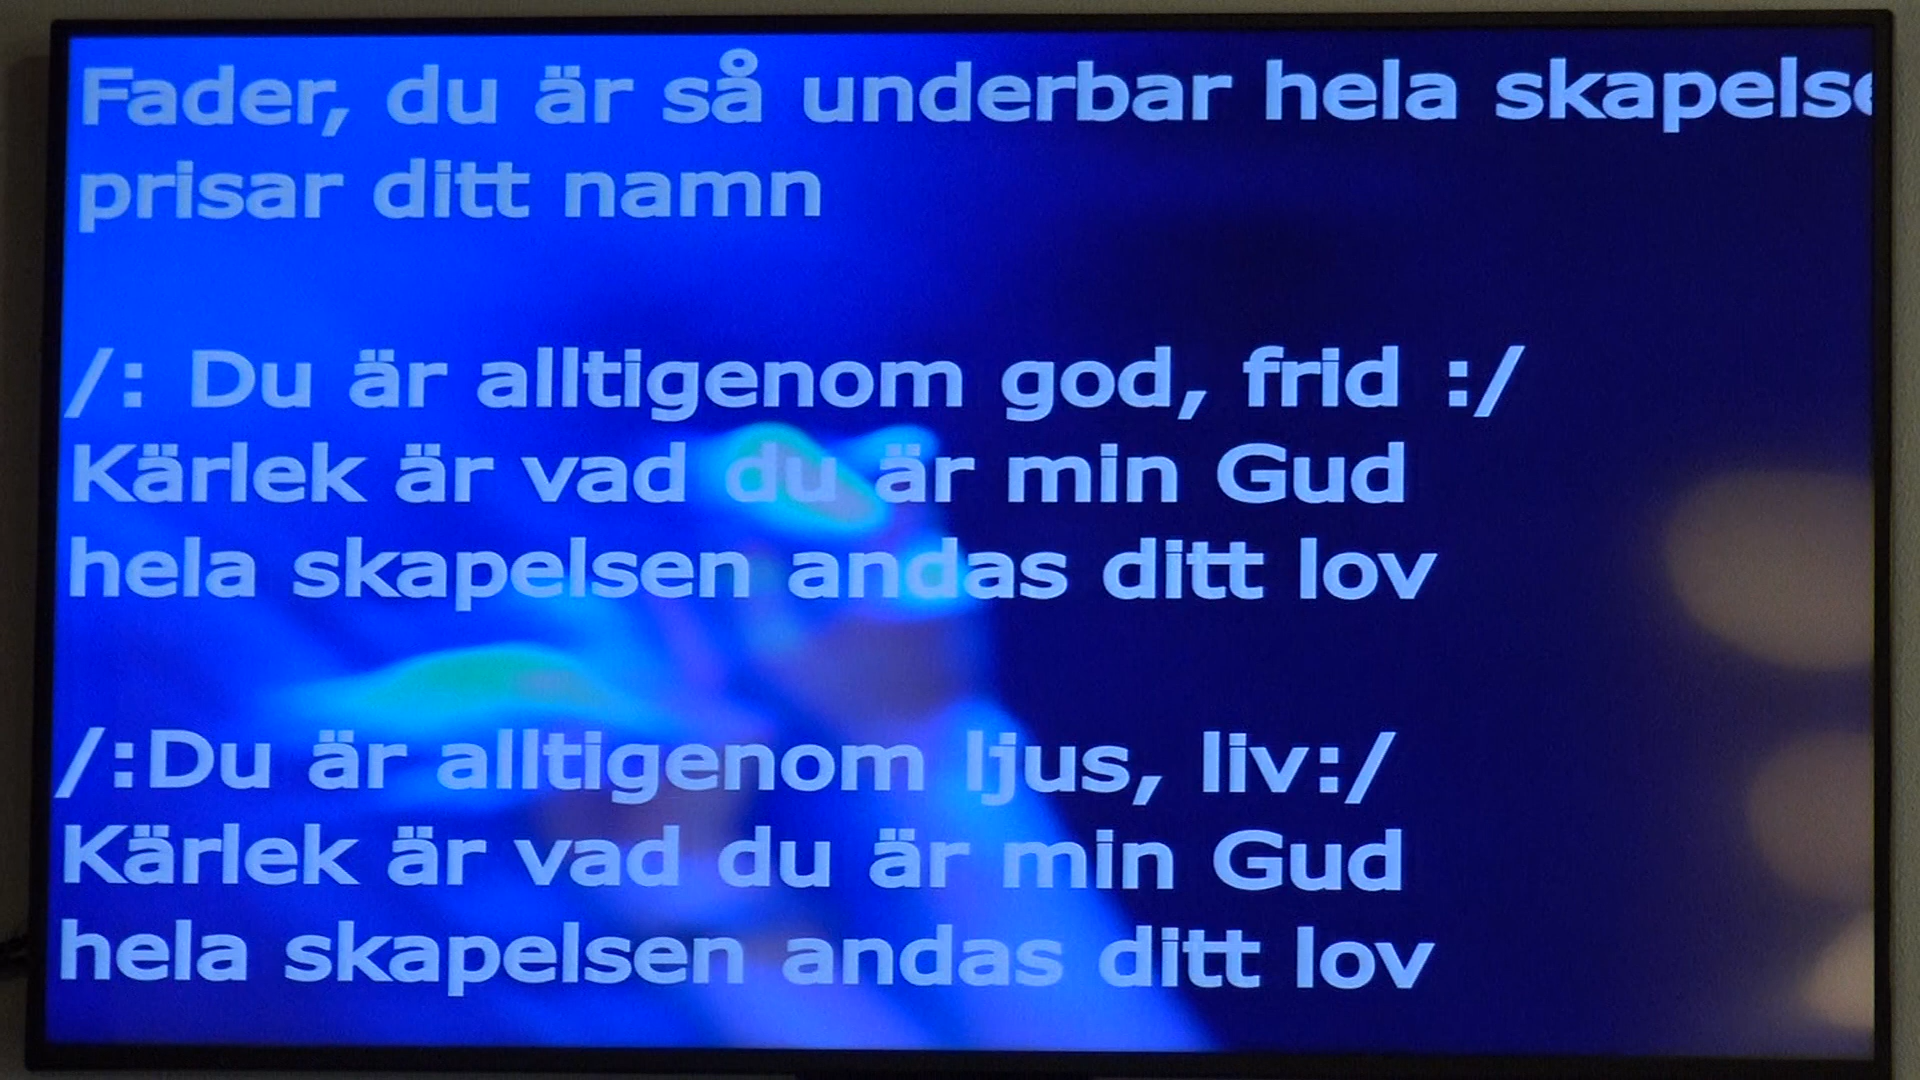 Fader, du är så underbar hela skapelse
prisar ditt namn
/: Du är alltigenom god, frid :/
Kärlek är vad du är min Gud
hela skapelsen andas ditt lov
/:Du är alltigenom ljus, liv:/
Kärlek är vad du är min Gud
hela skapelsen andas ditt lov